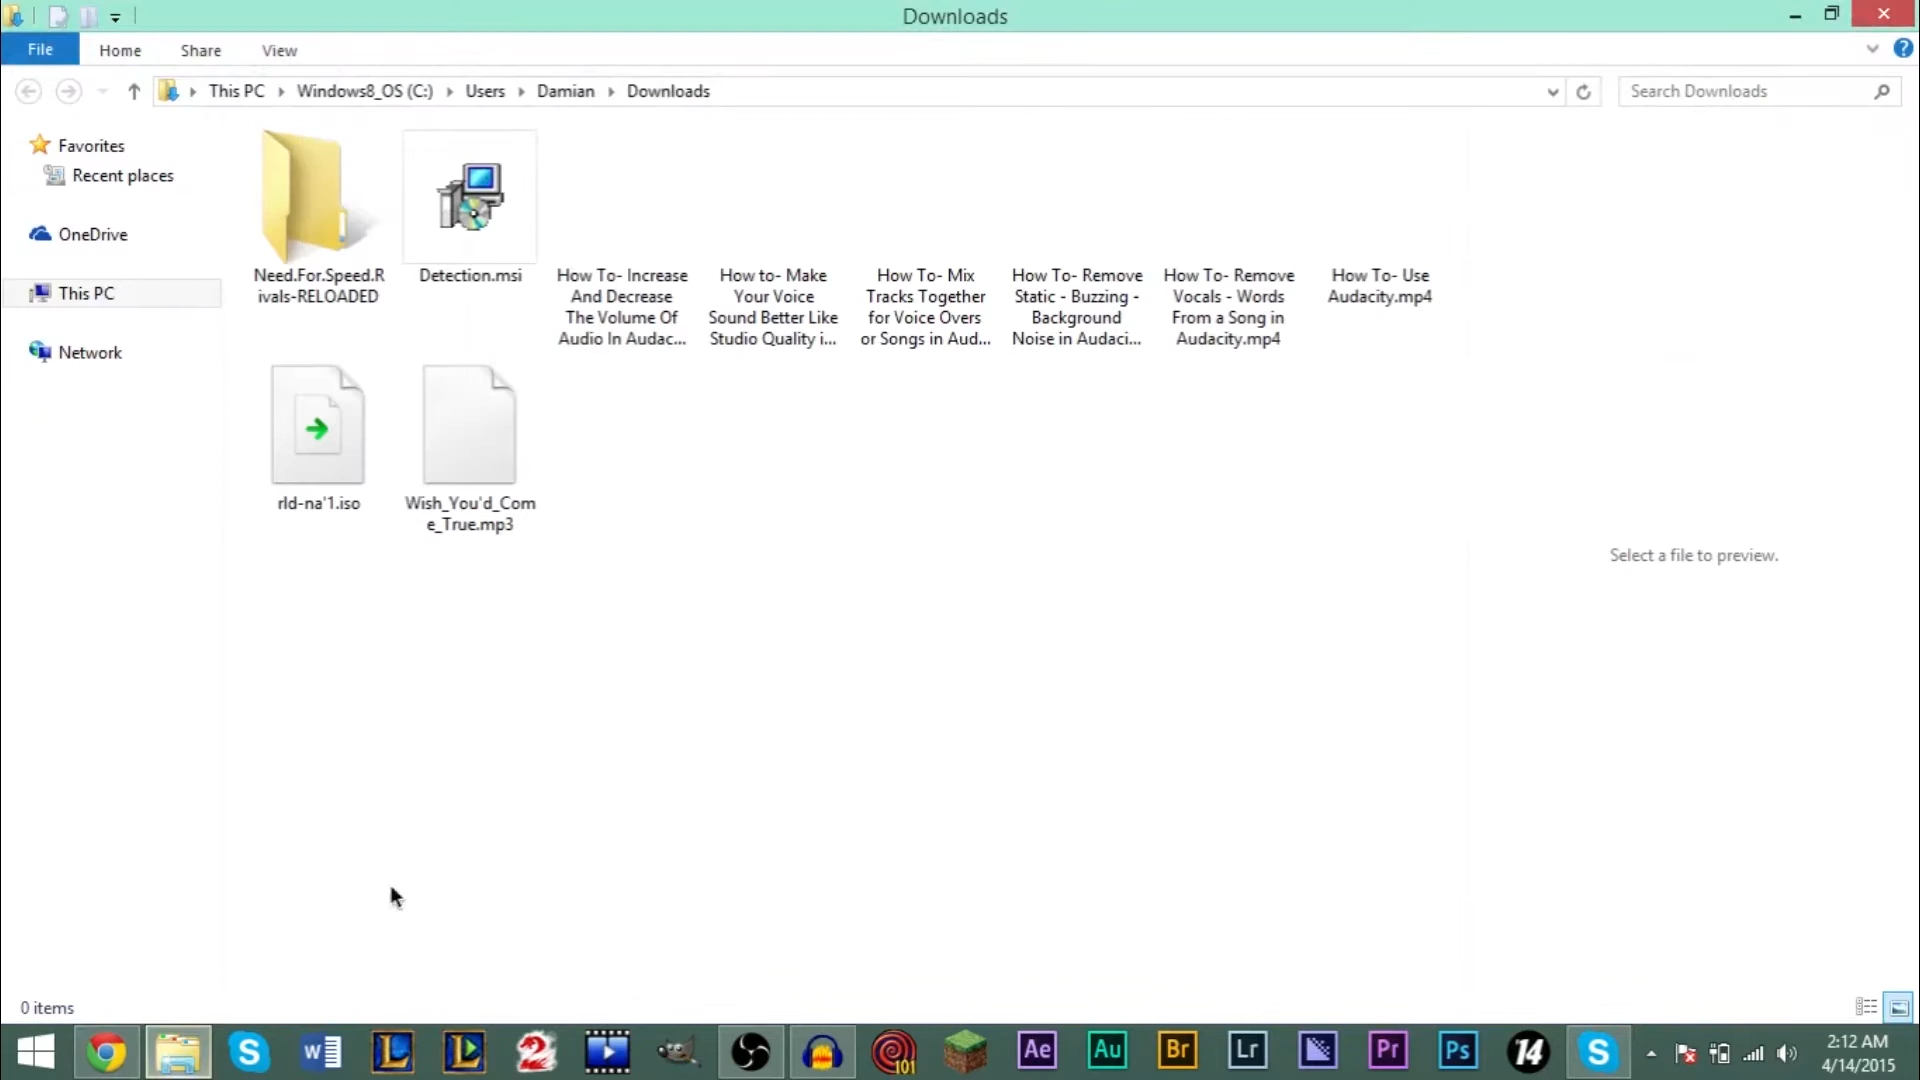 Downloads
File Home Share View
This PC Windows8_OS (C:) Users Damian Downloads
Search Downloads
Favorites
Recent places
OneDrive
This PC
Network
Need.For.Speed.R
ivals-RELOADED
Detection.msi
How To- Increase
And Decrease
The Volume Of
Audio In Audac...
How to- Make
Your Voice
Sound Better Like
Studio Quality i...
How To- Mix
Tracks Together
for Voice Overs
or Songs in Aud...
How To- Remove
Static - Buzzing -
Background
Noise in Audaci...
How To- Remove
Vocals - Words
From a Song in
Audacity.mp4
How To- Use
Audacity.mp4
rld-na'1.iso
Wish_You'd_Com
e_True.mp3
Select a file to preview.
0 items
S W L L 2 101 Ae Au Br Lr Pr Ps 14 S
2:12 AM
4/14/2015